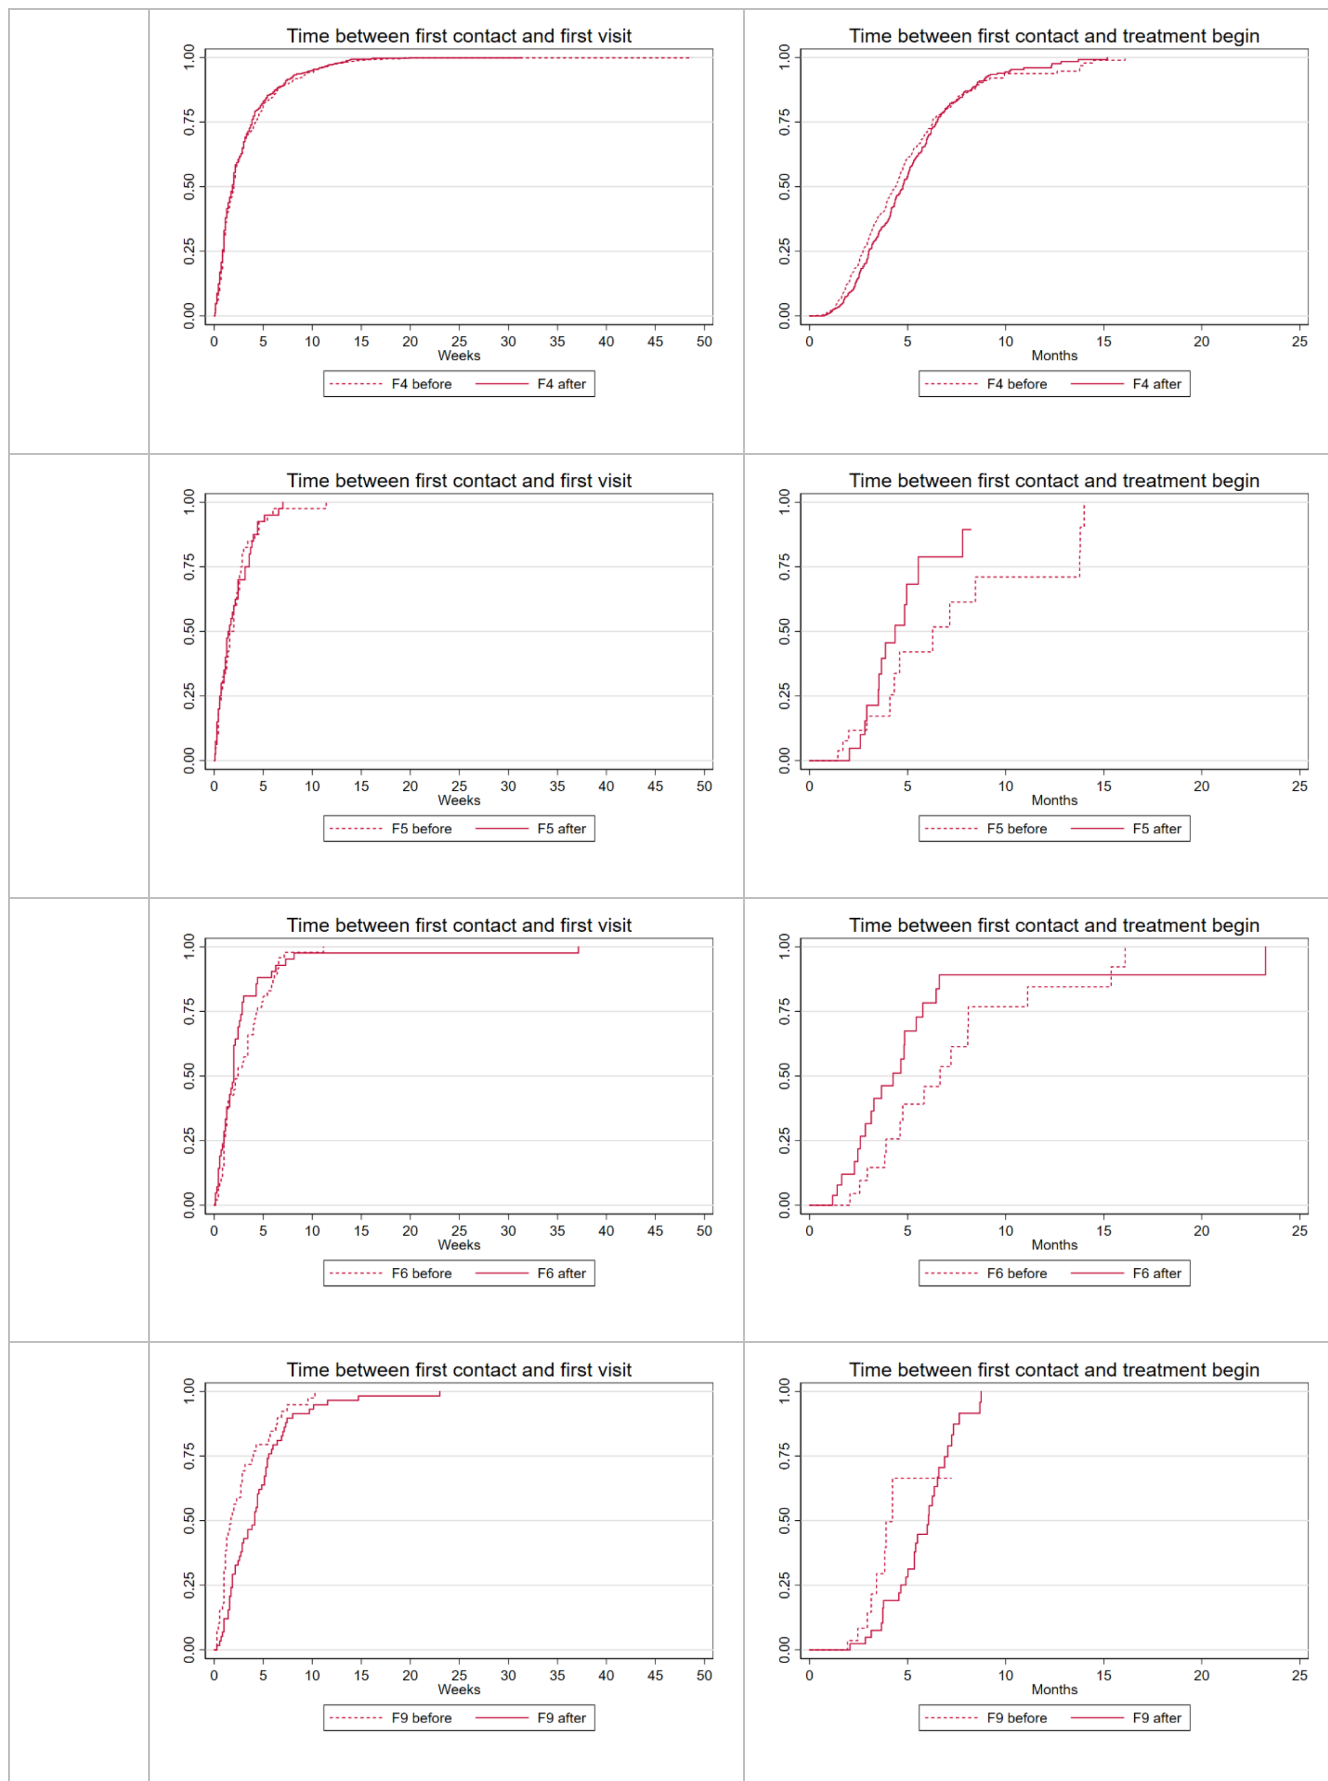 Time between first contact and first visit
1.00
0.75
0.50
0.25
0.00
0 5 10 15 20 25 30 35 40 45 50
Weeks
F4 before F4 after
Time between first contact and treatment begin
1.00
0.75
0.50
0.25
0.00
0 5 10 15 20 25
Months
F4 before F4 after
Time between first contact and first visit
1.00
0.75
0.50
0.25
0.00
0 5 10 15 20 25 30 35 40 45 50
Weeks
F5 before F5 after
Time between first contact and treatment begin
1.00
0.75
0.50
0.25
0.00
0 5 10 15 20 25
Months
F5 before F5 after
Time between first contact and first visit
1.00
0.75
0.50
0.25
0.00
0 5 10 15 20 25 30 35 40 45 50
Weeks
F6 before F6 after
Time between first contact and treatment begin
1.00
0.75
0.50
0.25
0.00
0 5 10 15 20 25
Months
F6 before F6 after
Time between first contact and first visit
1.00
0.75
0.50
0.25
0.00
0 5 10 15 20 25 30 35 40 45 50
Weeks
F9 before F9 after
Time between first contact and treatment begin
1.00
0.75
0.50
0.25
0.00
0 5 10 15 20 25
Months
F9 before F9 after